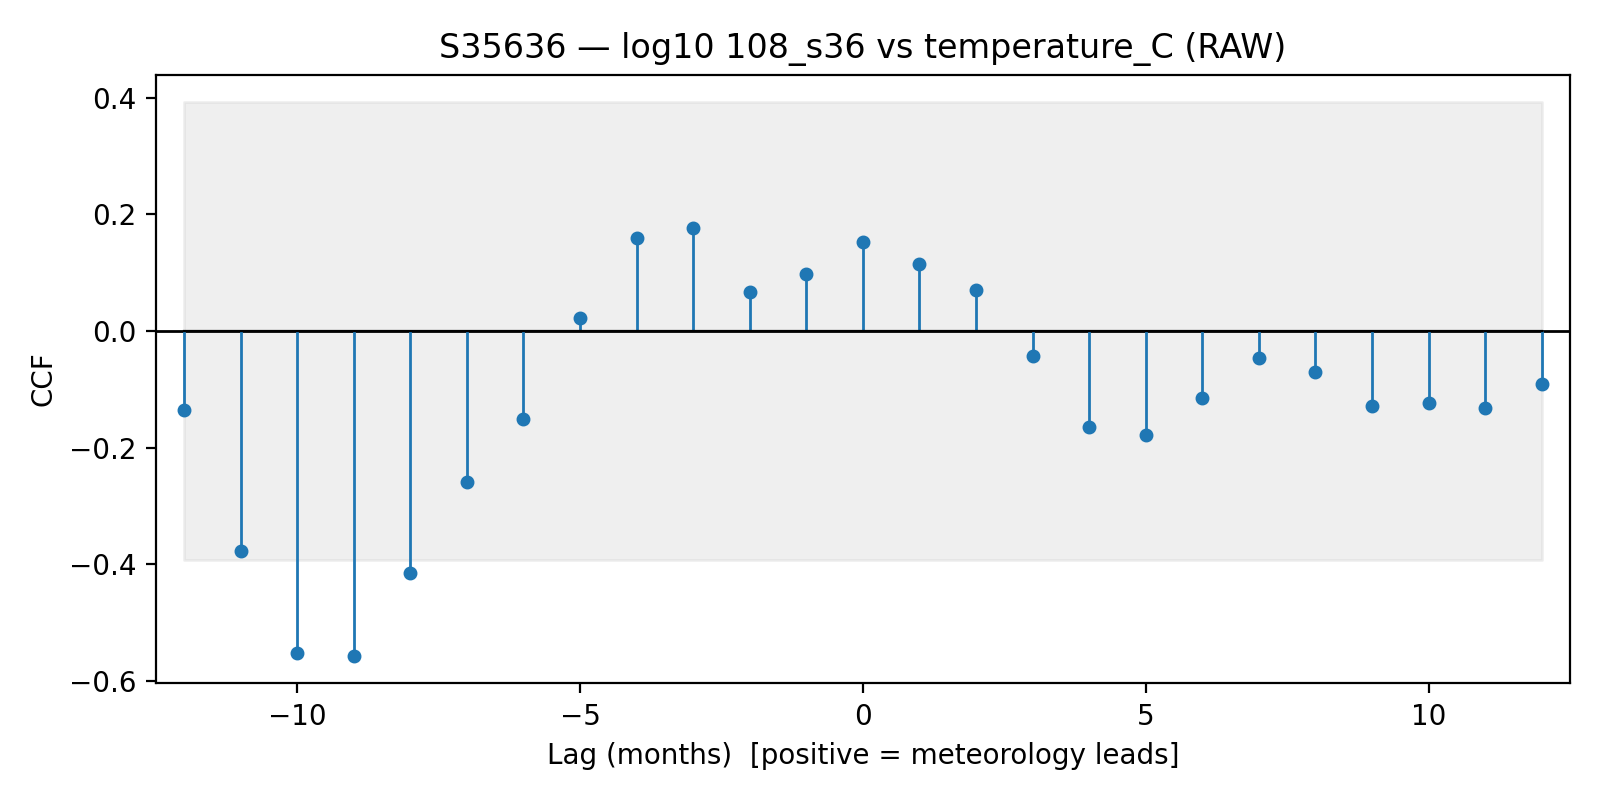 S35636 — log10 108_s36 vs temperature_C (RAW)
0.4
0.2
0.0
−0.2
−0.4
−0.6
CCF
−10 −5 0 5 10
Lag (months)  [positive = meteorology leads]